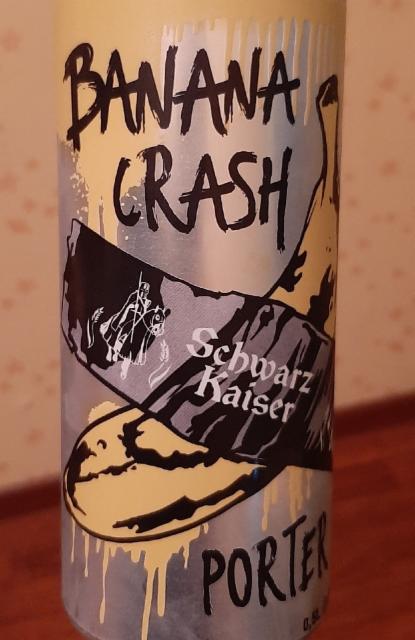 BANANA
CRASH
Schwarz
Kaiser
PORTER